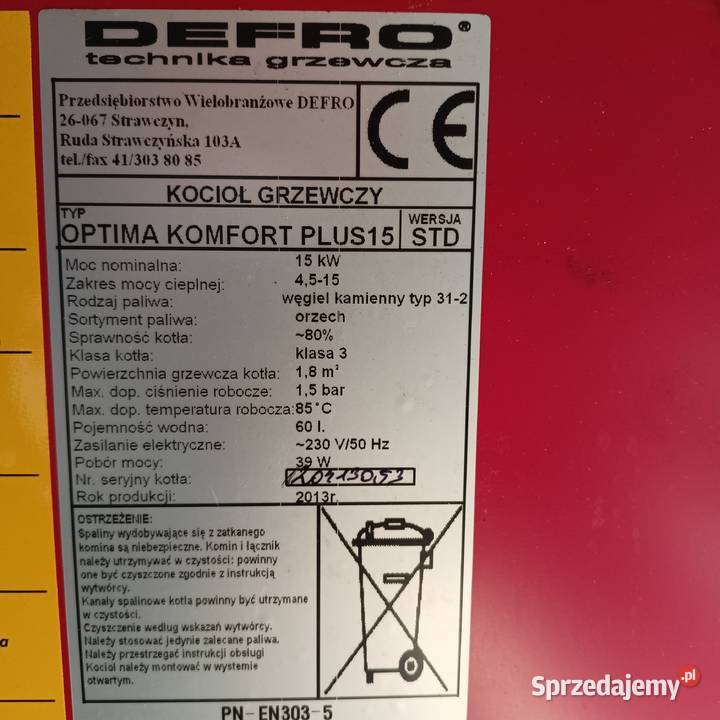 DEFRO®
technika grzewcza
Przedsiębiorstwo Wielobranżowe DEFRO
26-067 Strawczyn,
Ruda Strawczyńska 103A
tel./fax 41/303 80 85
CE
KOCIOŁ GRZEWCZY
TYP
OPTIMA KOMFORT PLUS15
WERSJA
STD
Moc nominalna: 15 kW
Zakres mocy cieplnej: 4,5-15
Rodzaj paliwa: węgiel kamienny typ 31-2
Sortyment paliwa: orzech
Sprawność kotła: ~80%
Klasa kotła: klasa 3
Powierzchnia grzewcza kotła: 1,8 m²
Max. dop. ciśnienie robocze: 1,5 bar
Max. dop. temperatura robocza: 85°C
Pojemność wodna: 60 l.
Zasilanie elektryczne: ~230 V/50 Hz
Pobór mocy: 39 W
Nr. seryjny kotła:
Rok produkcji: 2013r.
OSTRZEŻENIE:
Spaliny wydobywające się z zatkanego
komina są niebezpieczne. Komin i łącznik
należy utrzymywać w czystości: powinny
one być czyszczone zgodnie z instrukcją
wytwórcy.
Kanały spalinowe kotła powinny być utrzymane
w czystości.
Czyszczenie według wskazań wytwórcy.
Należy stosować jedynie zalecane paliwa.
Należy przestrzegać instrukcji obsługi
Kocioł należy montować w wystemie
otwartym.
PN-EN303-5
a
Sprzedajemy.pl